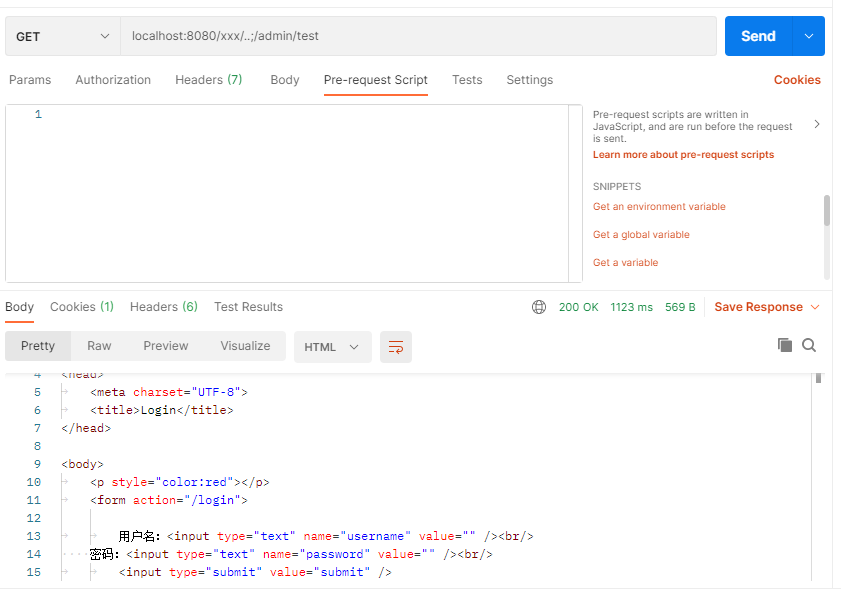 GET localhost:8080/xxx/..;/admin/test Send
Params Authorization Headers (7) Body Pre-request Script Tests Settings Cookies
1
Pre-request scripts are written in
JavaScript, and are run before the request
is sent.
Learn more about pre-request scripts
SNIPPETS
Get an environment variable
Get a global variable
Get a variable
Body Cookies (1) Headers (6) Test Results 200 OK 1123 ms 569 B Save Response
Pretty Raw Preview Visualize HTML
4 <head>
5 <meta charset="UTF-8">
6 <title>Login</title>
7 </head>
8
9 <body>
10 <p style="color:red"></p>
11 <form action="/login">
12
13 用户名：<input type="text" name="username" value="" /><br/>
14 密码：<input type="text" name="password" value="" /><br/>
15 <input type="submit" value="submit" />